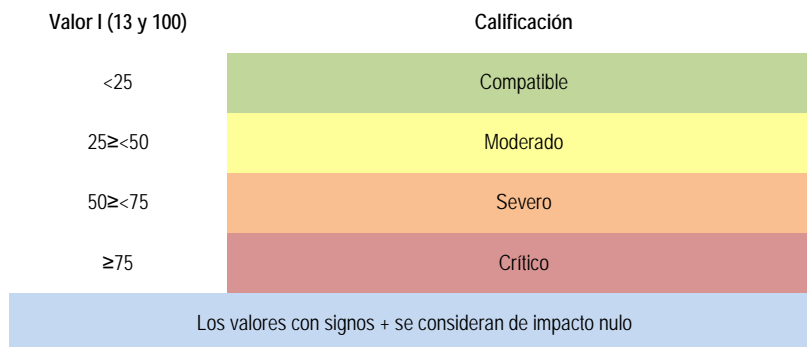 Valor I (13 y 100) Calificación
<25 Compatible
25≥<50 Moderado
50≥<75 Severo
≥75 Crítico
Los valores con signos + se consideran de impacto nulo